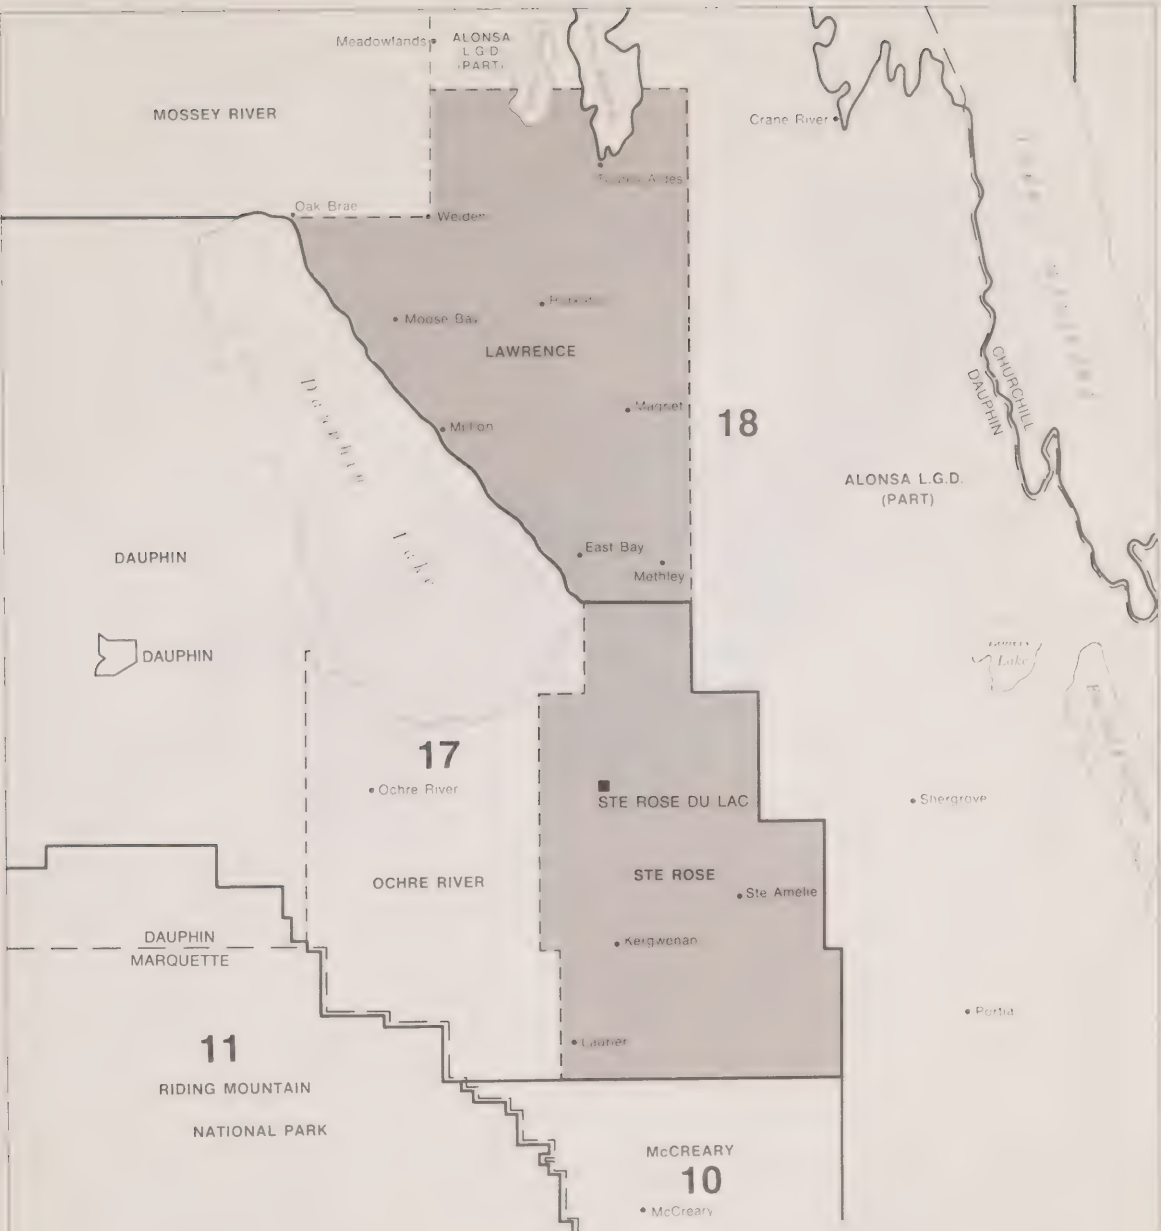 Meadowlands
ALONSA
L G D
(PART)
MOSSEY RIVER
Crane River
Oak Brae
Weiden
Moose Bay
LAWRENCE
Magnet
18
CHURCHILL
DAUPHIN
Dauphin Lake
ALONSA L.G.D.
(PART)
DAUPHIN
East Bay
Methley
DAUPHIN
Lake
17
Ochre River
STE ROSE DU LAC
Shergrove
OCHRE RIVER
STE ROSE
Ste Amelie
Kergwenan
DAUPHIN
MARQUETTE
Portia
11
Laurier
RIDING MOUNTAIN
NATIONAL PARK
McCREARY
10
McCreary